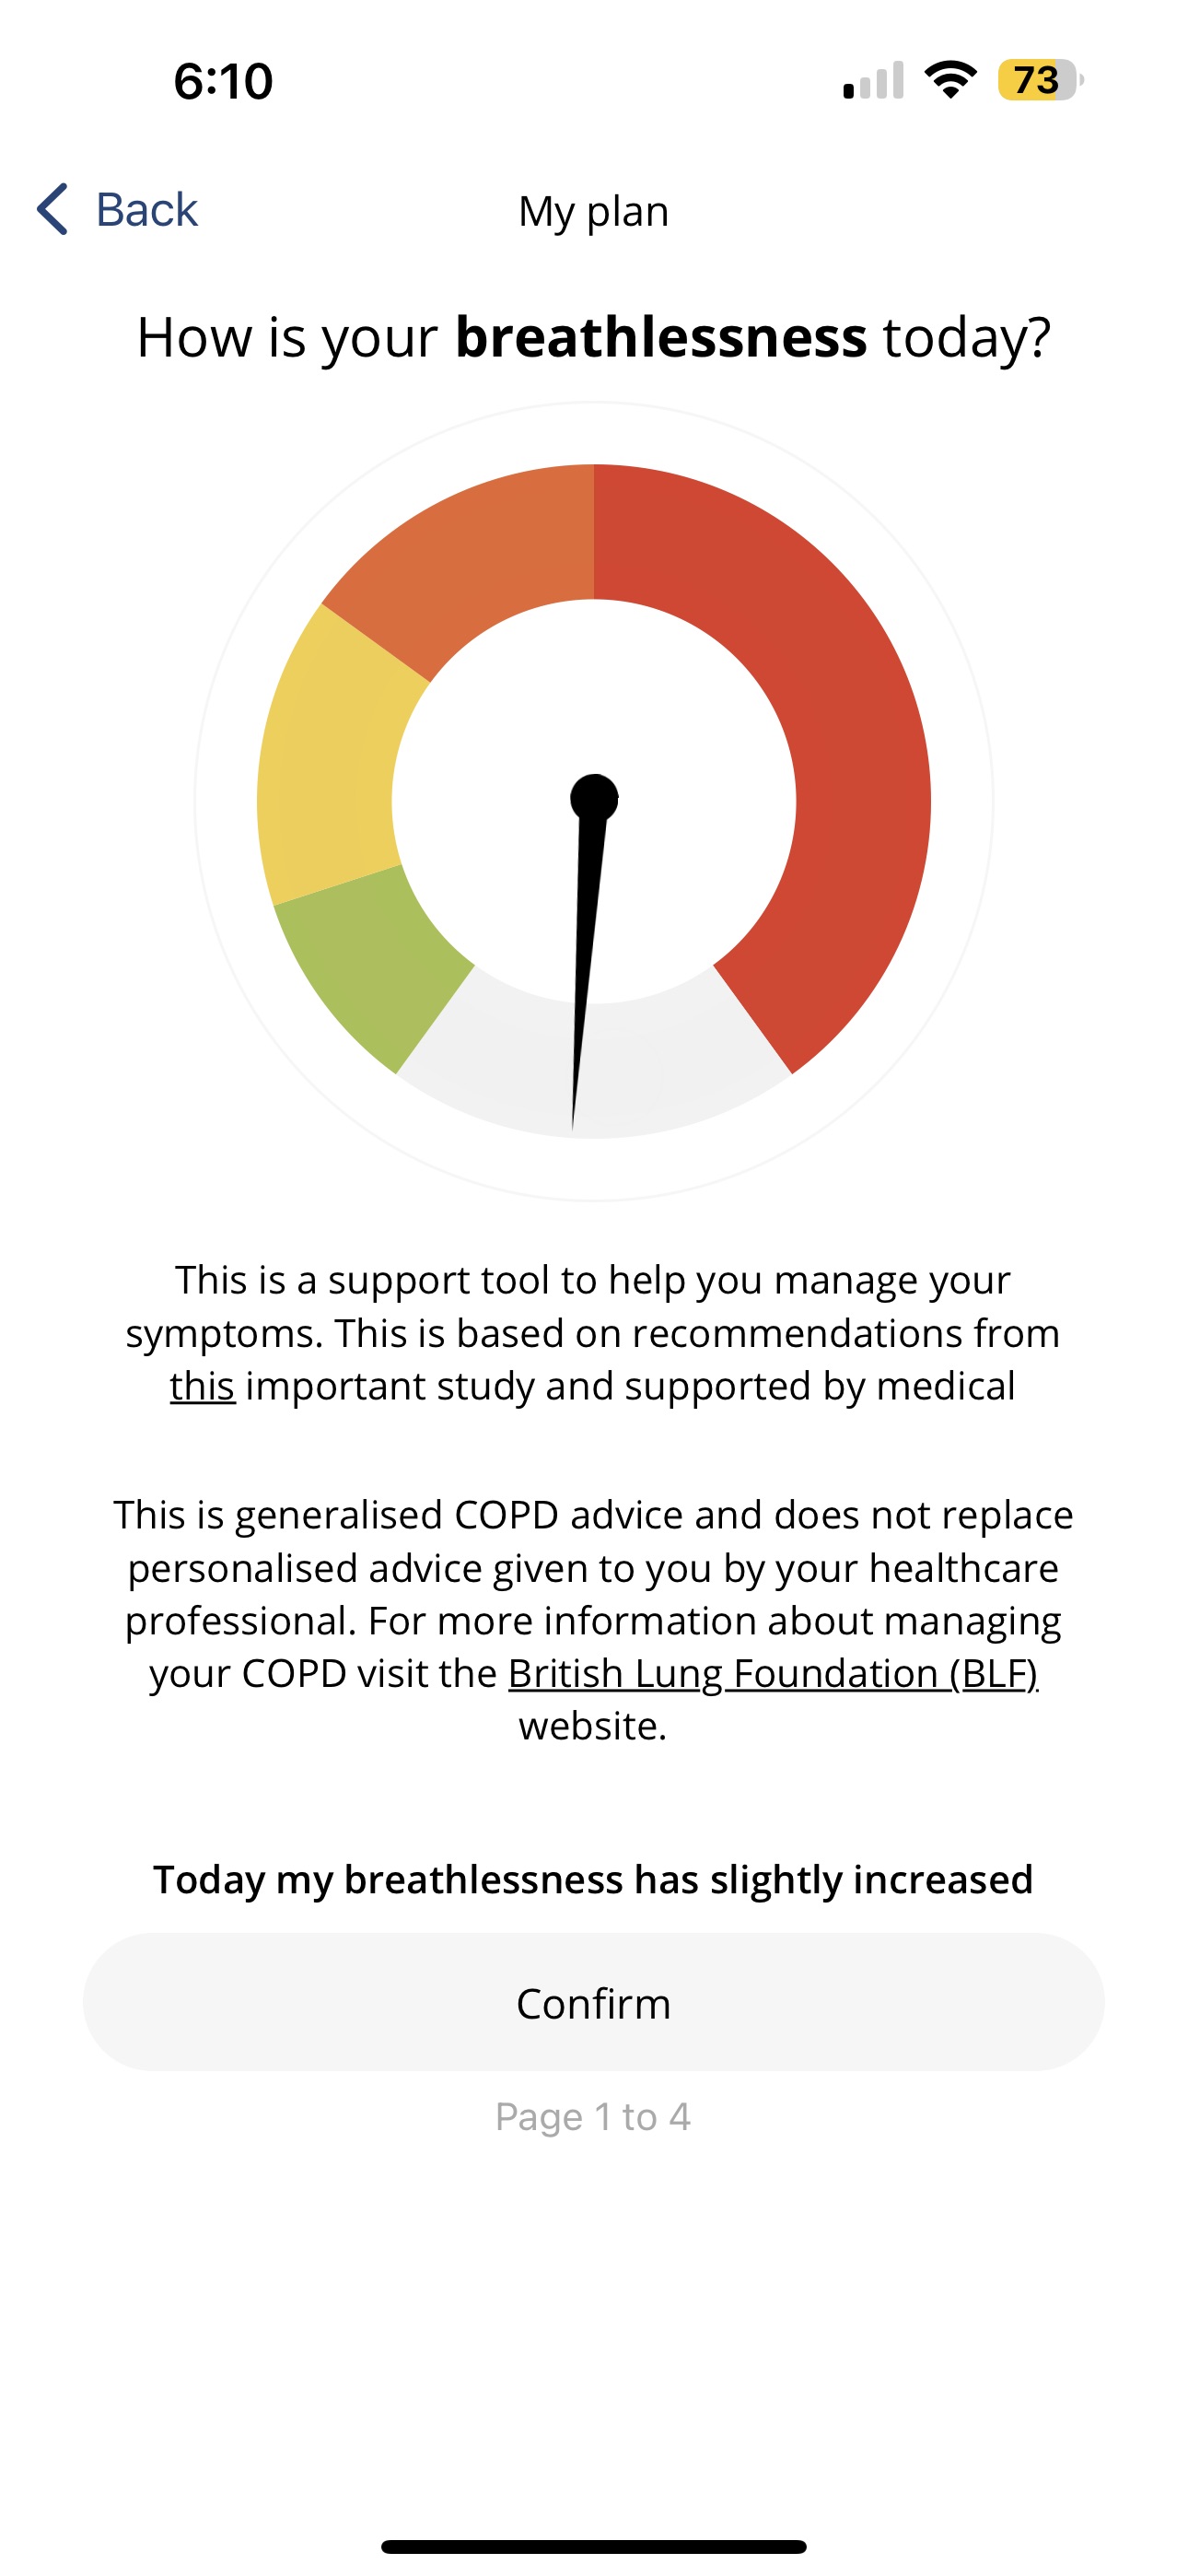 6:10
73
Back
My plan
How is your breathlessness today?
This is a support tool to help you manage your
symptoms. This is based on recommendations from
this important study and supported by medical
This is generalised COPD advice and does not replace
personalised advice given to you by your healthcare
professional. For more information about managing
your COPD visit the British Lung Foundation (BLF)
website.
Today my breathlessness has slightly increased
Confirm
Page 1 to 4